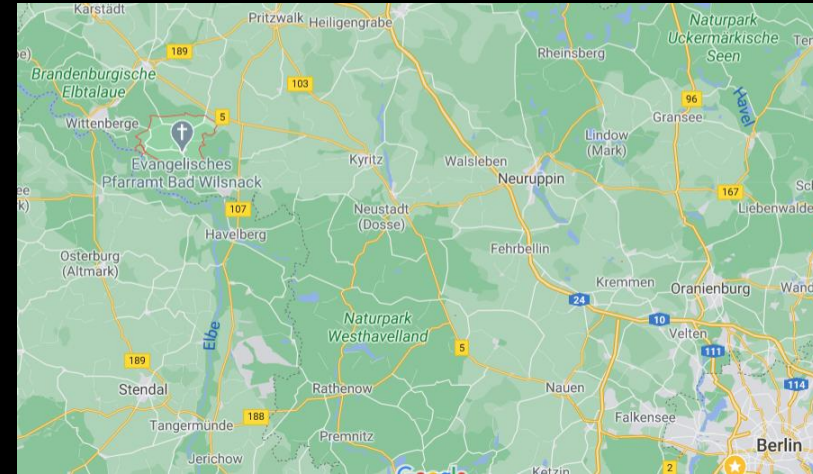 Karstädt
Pritzwalk
Heiligengrabe
Naturpark
Uckermärkische
Seen
189
Rheinsberg
Brandenburgische
Elbtalaue
103
96
Havel
5
Wittenberge
Gransee
Lindow
(Mark)
Evangelisches
Pfarramt Bad Wilsnack
Kyritz
Walsleben
Neuruppin
167
107
Neustadt
(Dosse)
Liebenwalde
Havelberg
Osterburg
(Altmark)
Fehrbellin
Kremmen
Oranienburg
24
10
Naturpark
Westhavelland
Velten
Elbe
5
111
189
114
Stendal
Rathenow
Nauen
188
Falkensee
Tangermünde
Premnitz
Berlin
Jerichow
Google
Ketzin
2